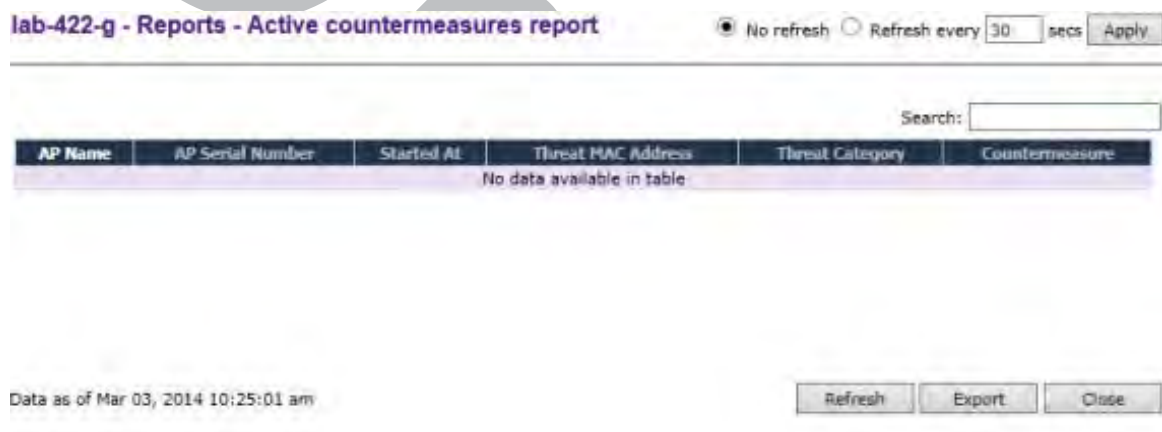 lab-422-g - Reports - Active countermeasures report
No refresh Refresh every 30 secs Apply
Search:
AP Name AP Serial Number Started At Threat MAC Address Threat Category Countermeasure
No data available in table
Data as of Mar 03, 2014 10:25:01 am
Refresh Export Close